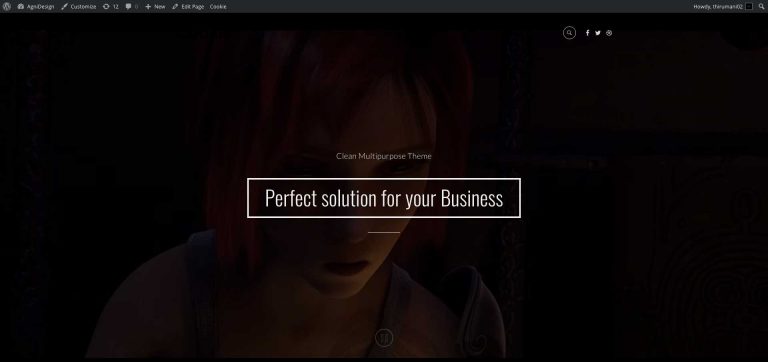 AgniDesign Customize 12 0 New Edit Page Cookie Howdy, thirumani02
Clean Multipurpose Theme
Perfect solution for your Business